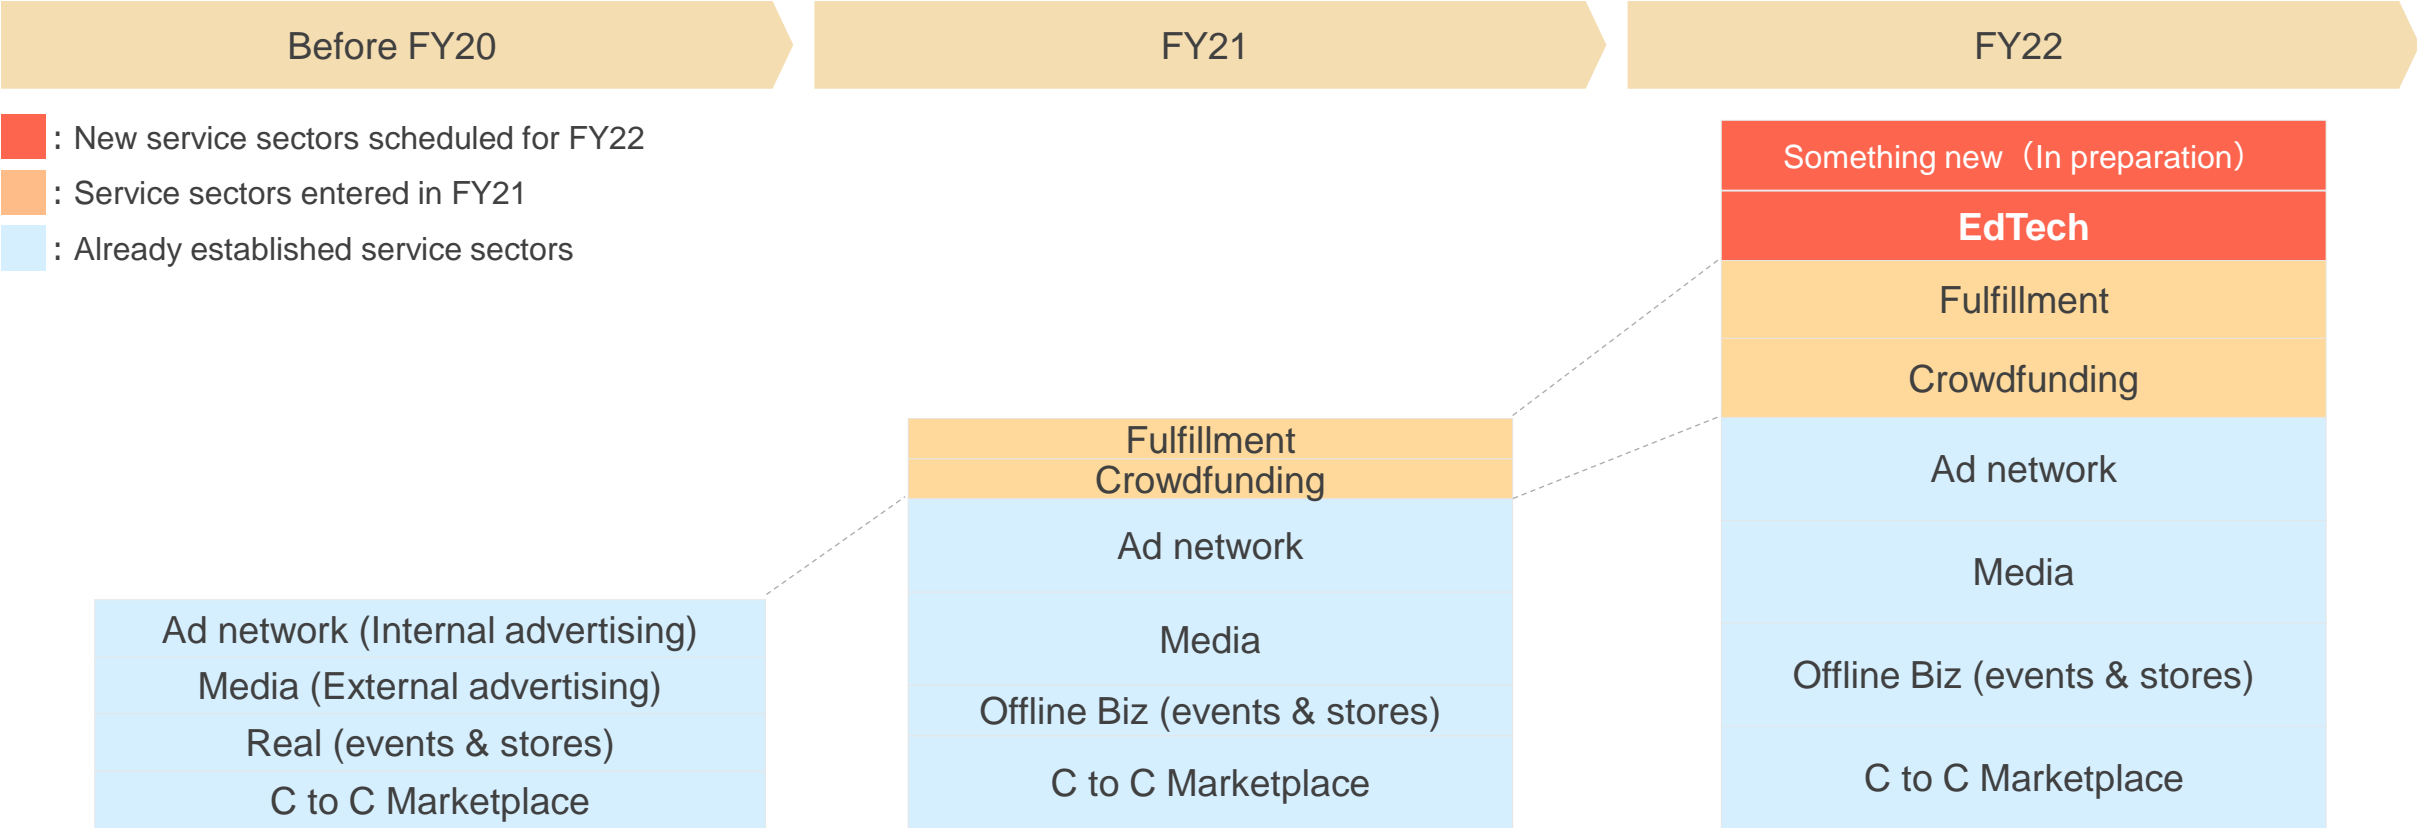 Before FY20
FY21
FY22
: New service sectors scheduled for FY22
: Service sectors entered in FY21
: Already established service sectors
Ad network (Internal advertising)
Media (External advertising)
Real (events & stores)
C to C Marketplace
Fulfillment
Crowdfunding
Ad network
Media
Offline Biz (events & stores)
C to C Marketplace
Something new（In preparation）
EdTech
Fulfillment
Crowdfunding
Ad network
Media
Offline Biz (events & stores)
C to C Marketplace